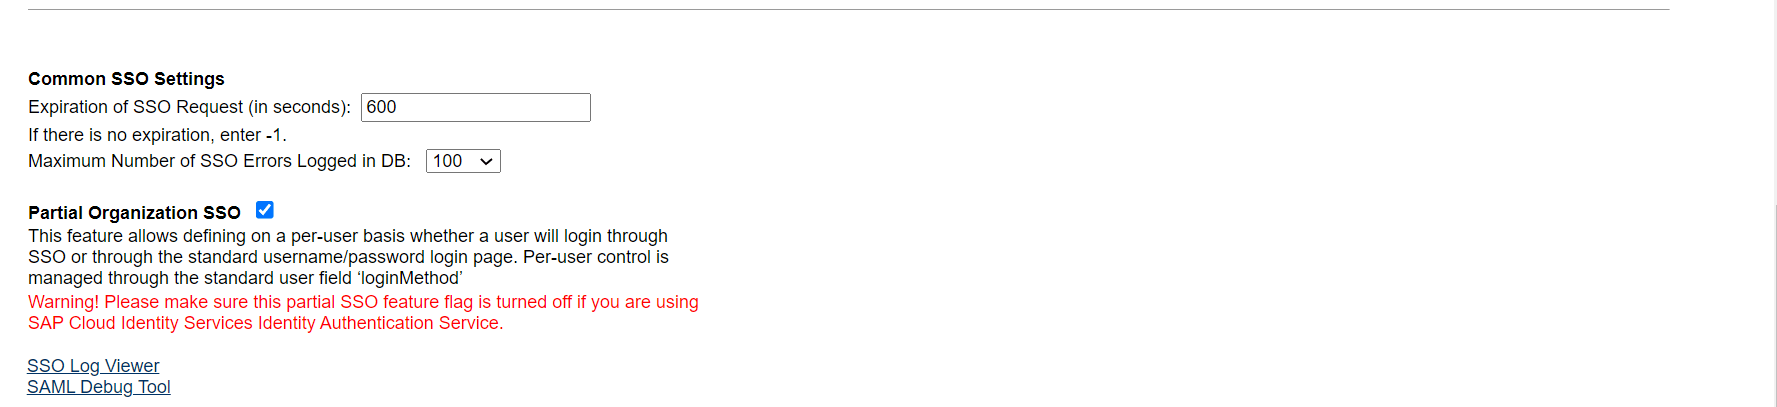 Common SSO Settings
Expiration of SSO Request (in seconds): 600
If there is no expiration, enter -1.
Maximum Number of SSO Errors Logged in DB: 100
Partial Organization SSO
This feature allows defining on a per-user basis whether a user will login through
SSO or through the standard username/password login page. Per-user control is
managed through the standard user field ‘loginMethod’
Warning! Please make sure this partial SSO feature flag is turned off if you are using
SAP Cloud Identity Services Identity Authentication Service.
SSO Log Viewer
SAML Debug Tool